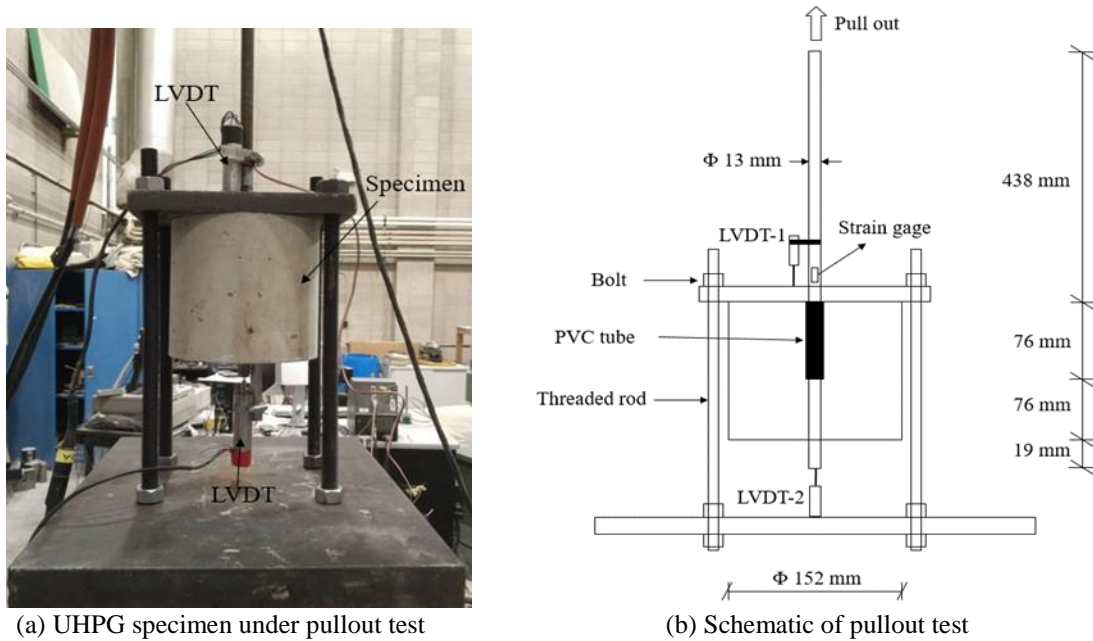 LVDT
Specimen
LVDT
(a) UHPG specimen under pullout test
Pull out
Φ 13 mm
438 mm
LVDT-1
Strain gage
Bolt
PVC tube
76 mm
Threaded rod
76 mm
19 mm
LVDT-2
Φ 152 mm
(b) Schematic of pullout test